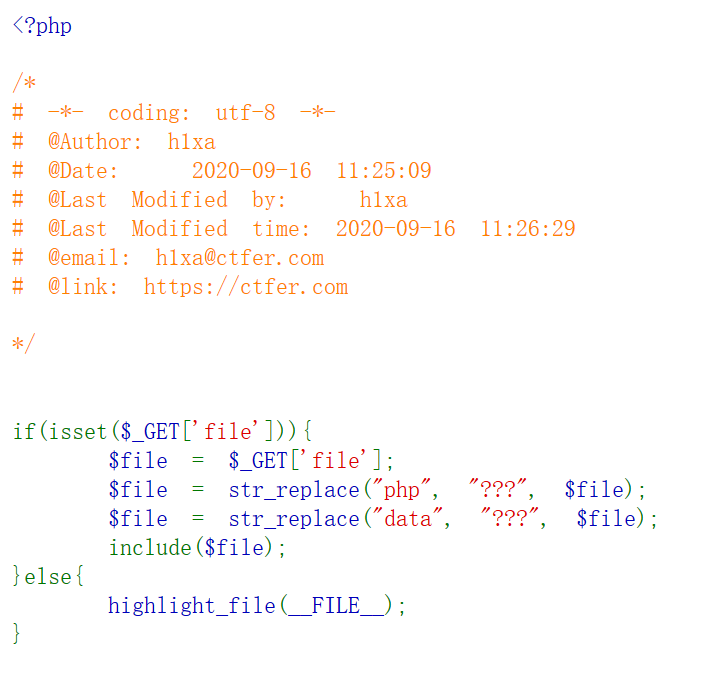 <?php
/*
# -*- coding: utf-8 -*-
# @Author: h1xa
# @Date:   2020-09-16 11:25:09
# @Last Modified by:   h1xa
# @Last Modified time: 2020-09-16 11:26:29
# @email: h1xa@ctfer.com
# @link: https://ctfer.com
*/
if(isset($_GET['file'])){
    $file = $_GET['file'];
    $file = str_replace("php", "???", $file);
    $file = str_replace("data", "???", $file);
    include($file);
}else{
    highlight_file(__FILE__);
}